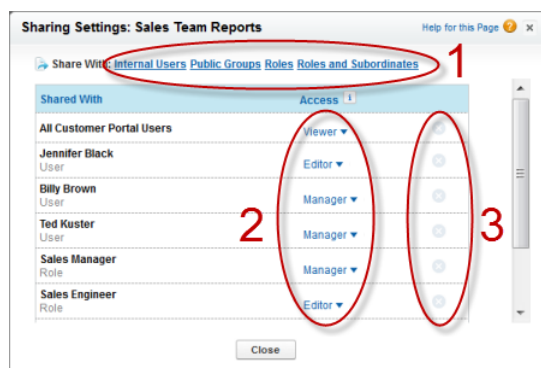 Sharing Settings: Sales Team Reports
Help for this Page ? x
1
Share With: Internal Users Public Groups Roles Roles and Subordinates
Shared With Access i
All Customer Portal Users Viewer
Jennifer Black
User Editor
Billy Brown
User Manager
2 3
Ted Kuster
User Manager
Sales Manager
Role Manager
Sales Engineer
Role Editor
Close